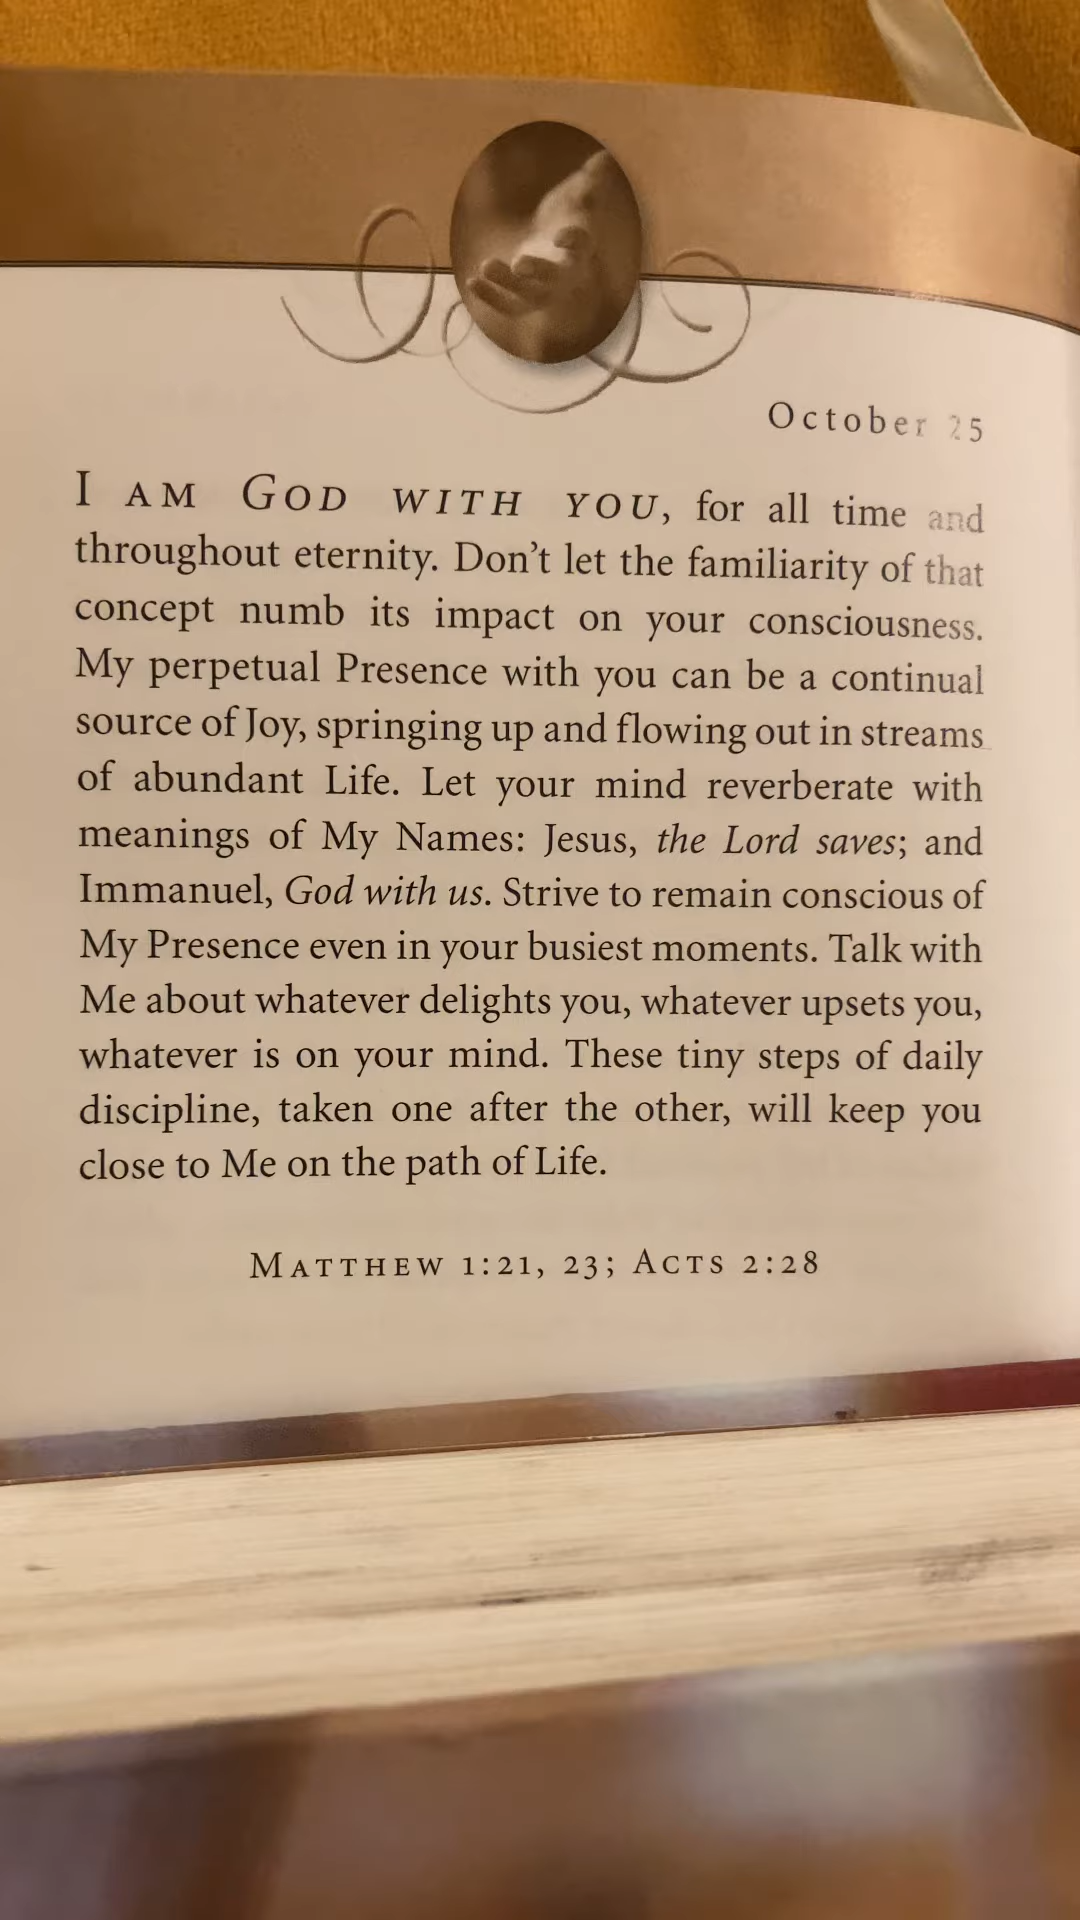 October 25
I AM GOD WITH YOU, for all time and
throughout eternity. Don't let the familiarity of that
concept numb its impact on your consciousness.
My perpetual Presence with you can be a continual
source of Joy, springing up and flowing out in streams
of abundant Life. Let your mind reverberate with
meanings of My Names: Jesus, the Lord saves; and
Immanuel, God with us. Strive to remain conscious of
My Presence even in your busiest moments. Talk with
Me about whatever delights you, whatever upsets you,
whatever is on your mind. These tiny steps of daily
discipline, taken one after the other, will keep you
close to Me on the path of Life.
MATTHEW 1:21, 23; ACTS 2:28